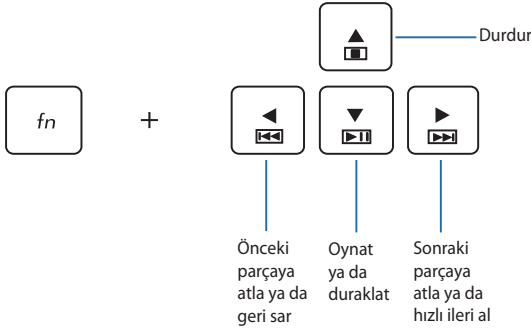 Durdur
fn
+
Önceki
parçaya
atla ya da
geri sar
Oynat
ya da
duraklat
Sonraki
parçaya
atla ya da
hızlı ileri al